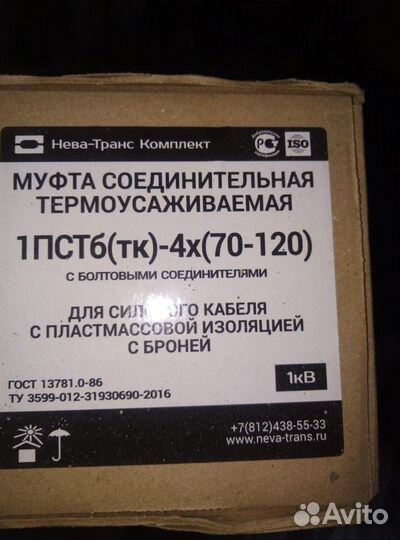 Нева-Транс Комплект
РС
ISO
МУФТА СОЕДИНИТЕЛЬНАЯ
ТЕРМОУСАЖИВАЕМАЯ
1ПСТб(тк)-4х(70-120)
С БОЛТОВЫМИ СОЕДИНИТЕЛЯМИ
ДЛЯ СИЛОВОГО КАБЕЛЯ
С ПЛАСТМАССОВОЙ ИЗОЛЯЦИЕЙ
С БРОНЕЙ
ГОСТ 13781.0-86
1кВ
ТУ 3599-012-31930690-2016
+7(812)438-55-33
www.neva-trans.ru
Avito